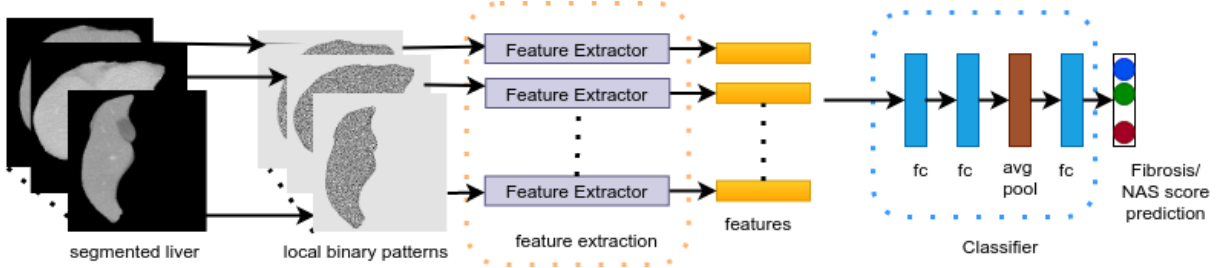 Feature Extractor
Feature Extractor
Feature Extractor
segmented liver
local binary patterns
feature extraction
features
fc
fc
avg
pool
fc
Classifier
Fibrosis/
NAS score
prediction